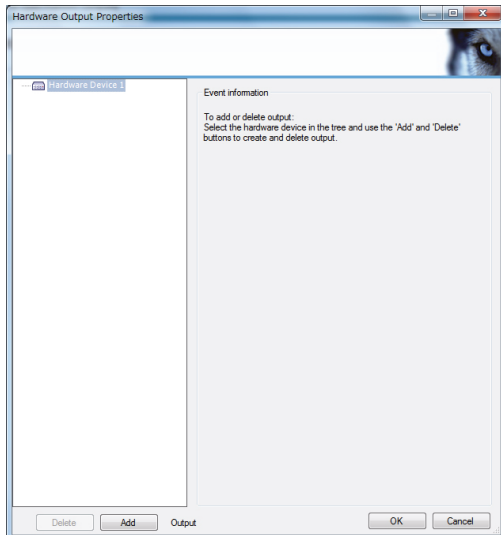 Hardware Output Properties
Hardware Device 1
Event information
To add or delete output:
Select the hardware device in the tree and use the 'Add' and 'Delete'
buttons to create and delete output.
Delete
Add
Output
OK
Cancel